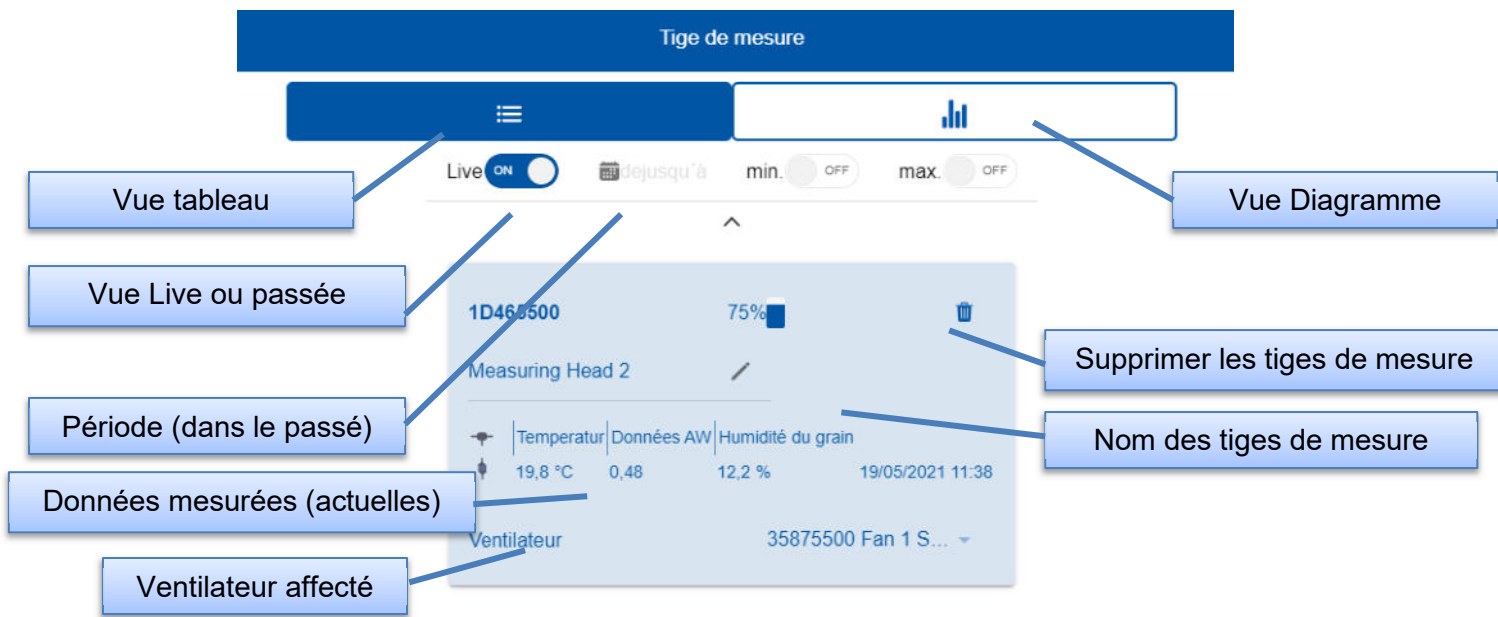 Tige de mesure
Live ON dejusqu'à min. OFF max. OFF
Vue tableau
Vue Diagramme
Vue Live ou passée
1D465500 75%
Supprimer les tiges de mesure
Measuring Head 2
Période (dans le passé)
Nom des tiges de mesure
Temperatur Données AW Humidité du grain
19,8 °C 0,48 12,2 % 19/05/2021 11:38
Données mesurées (actuelles)
Ventilateur 35875500 Fan 1 S...
Ventilateur affecté